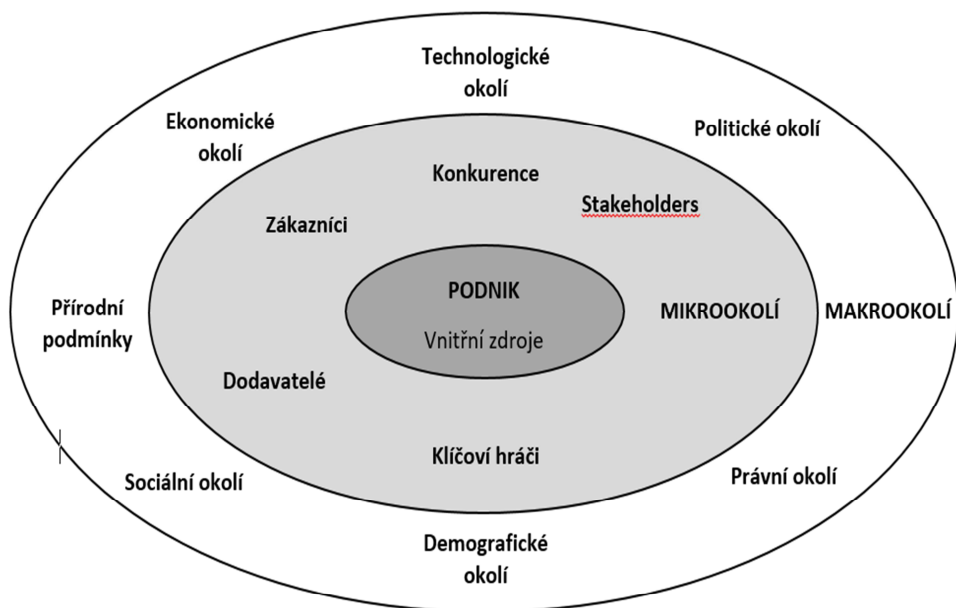 Technologické
okolí
Ekonomické
okolí
Politické okolí
Konkurence
Stakeholders
Zákazníci
PODNIK
Vnitřní zdroje
MIKROOKOLÍ
MAKROOKOLÍ
Přírodní
podmínky
Dodavatelé
Klíčoví hráči
Sociální okolí
Právní okolí
Demografické
okolí